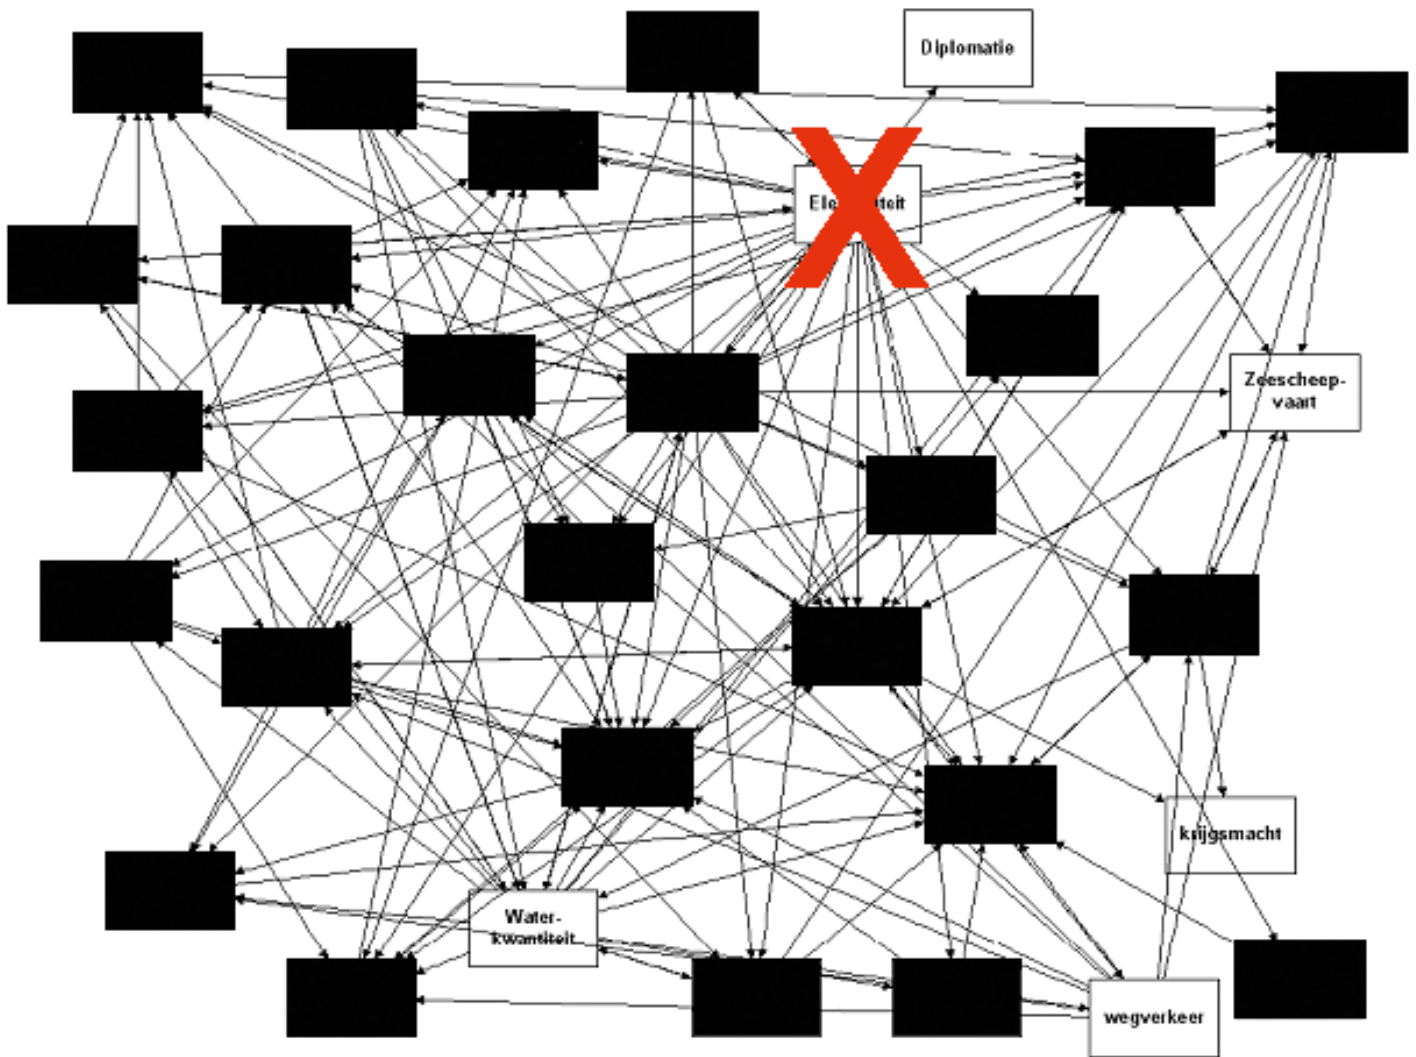 Diplomatie
Zeescheep-
vaart
krijgsmacht
Water-
kwantiteit
wegverkeer